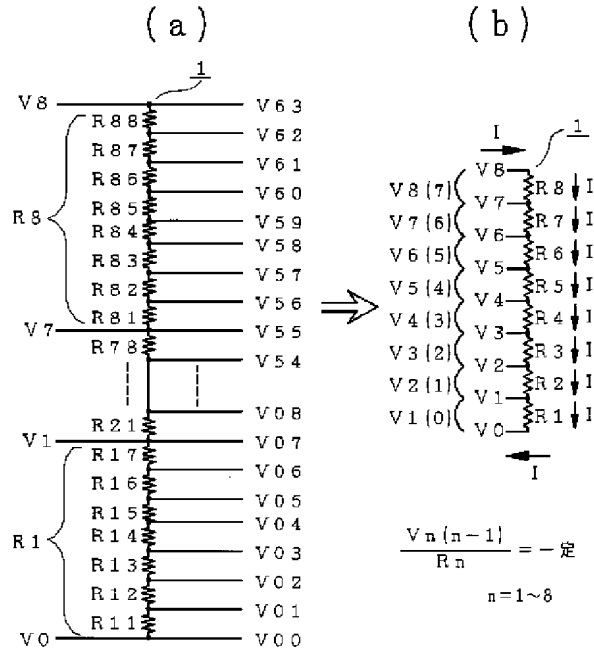 (a)
(b)
1
V8
V63
R88
V62
R87
V61
R86
V60
R85
V59
R8
R84
V58
R83
V57
R82
V56
R81
V7
V55
R78
V54
V08
R21
V1
V07
R17
V06
R16
V05
R15
V04
R1
R14
V03
R13
V02
R12
V01
R11
V0
V00
I
1
V8
V8(7)
R8
I
V7
V7(6)
R7
I
V6
V6(5)
R6
I
V5
V5(4)
R5
I
V4
V4(3)
R4
I
V3
V3(2)
R3
I
V2
V2(1)
R2
I
V1
V1(0)
R1
I
V0
I
Vn(n-1)
Rn
=一定
n=1~8